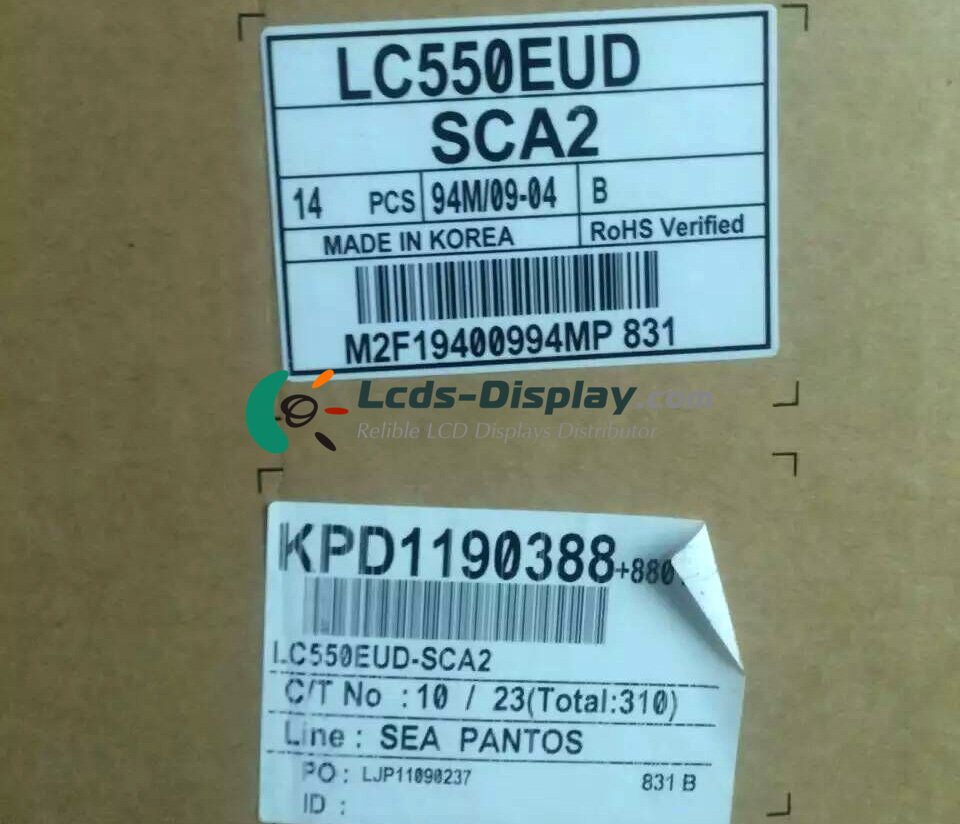 LC550EUD
SCA2
14 PCS 94M/09-04 B
MADE IN KOREA RoHS Verified
M2F19400994MP 831
Lcds-Display.com
Relible LCD Displays Distributor
KPD1190388+880
LC550EUD-SCA2
C/T No : 10 / 23(Total:310)
Line : SEA PANTOS
PO : LJP11090237 831 B
ID :